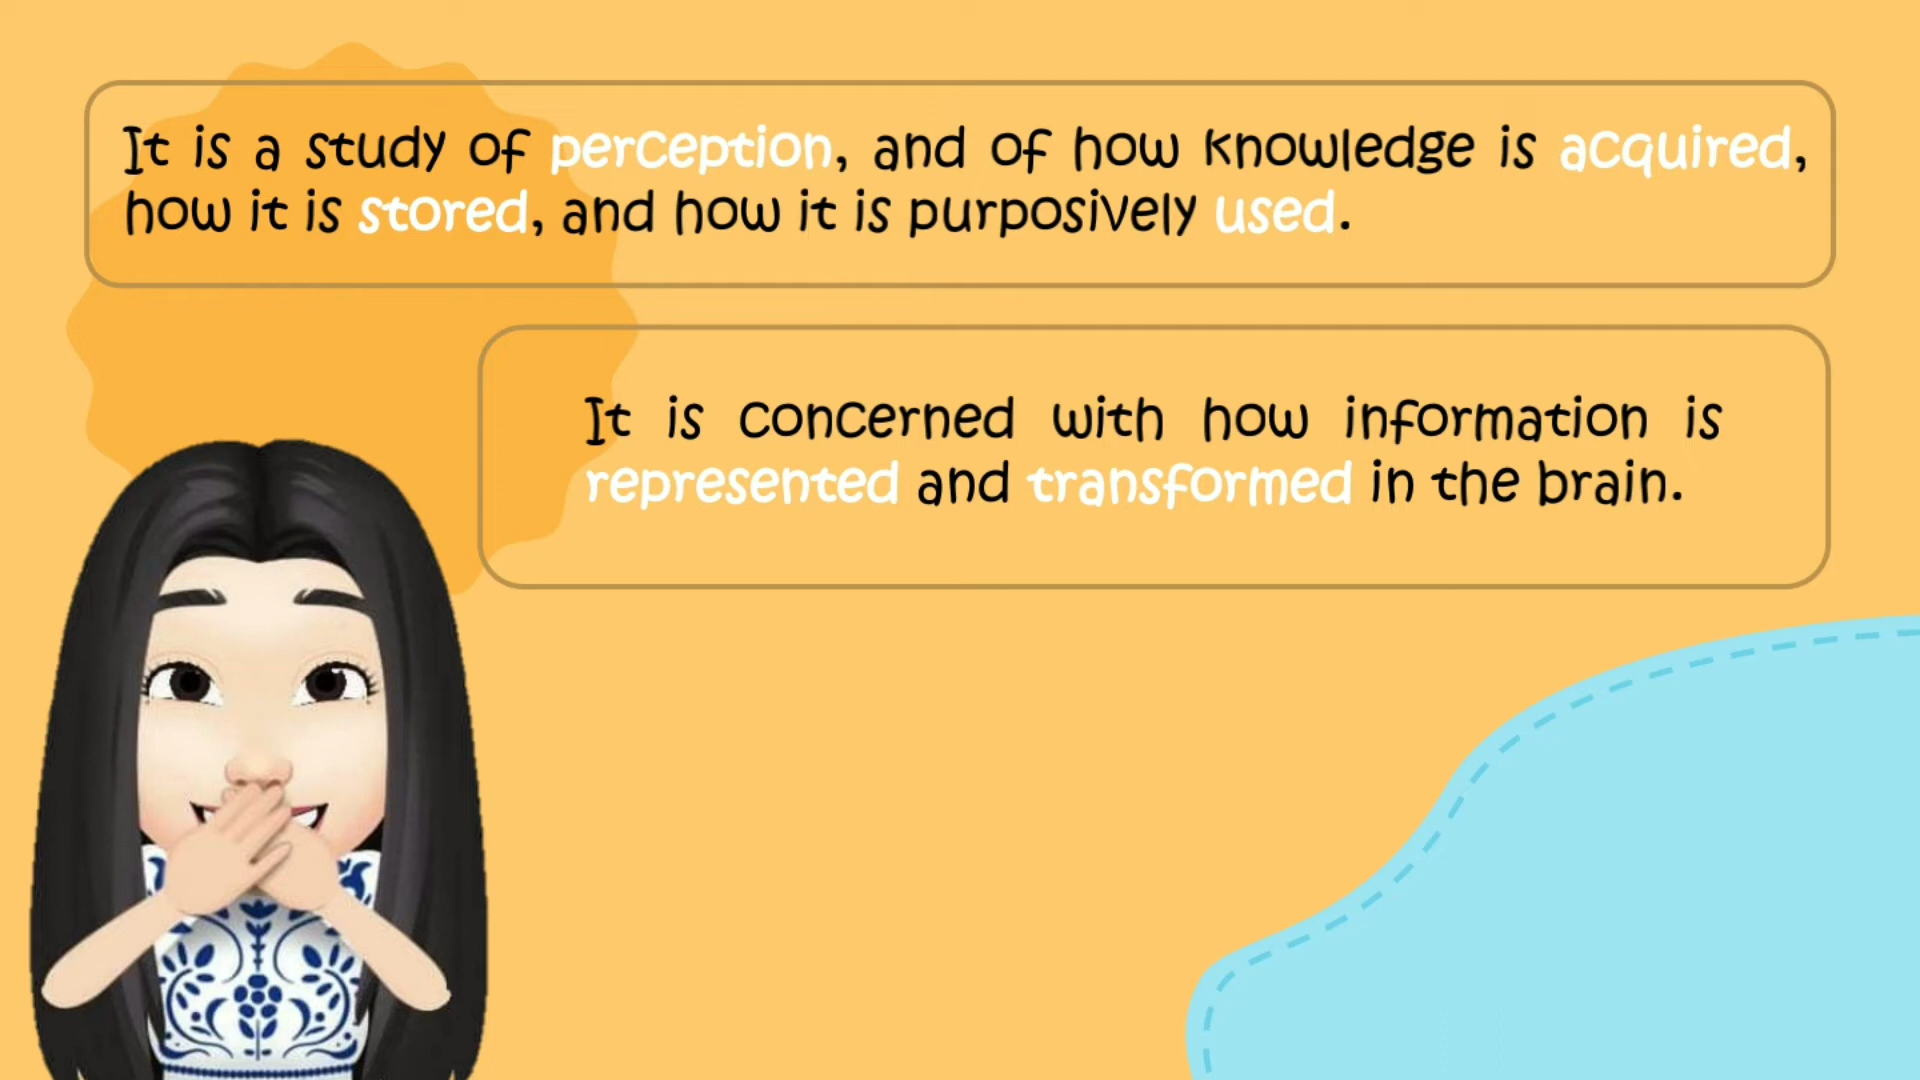 It is a study of perception, and of how knowledge is acquired,
how it is stored, and how it is purposively used.
It is concerned with how information is
represented and transformed in the brain.